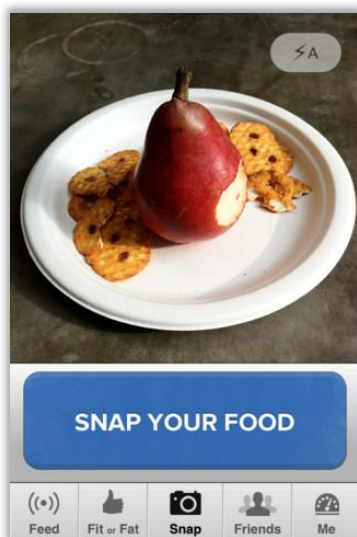 ⚡A
SNAP YOUR FOOD
Feed
Fit or Fat
Snap
Friends
Me